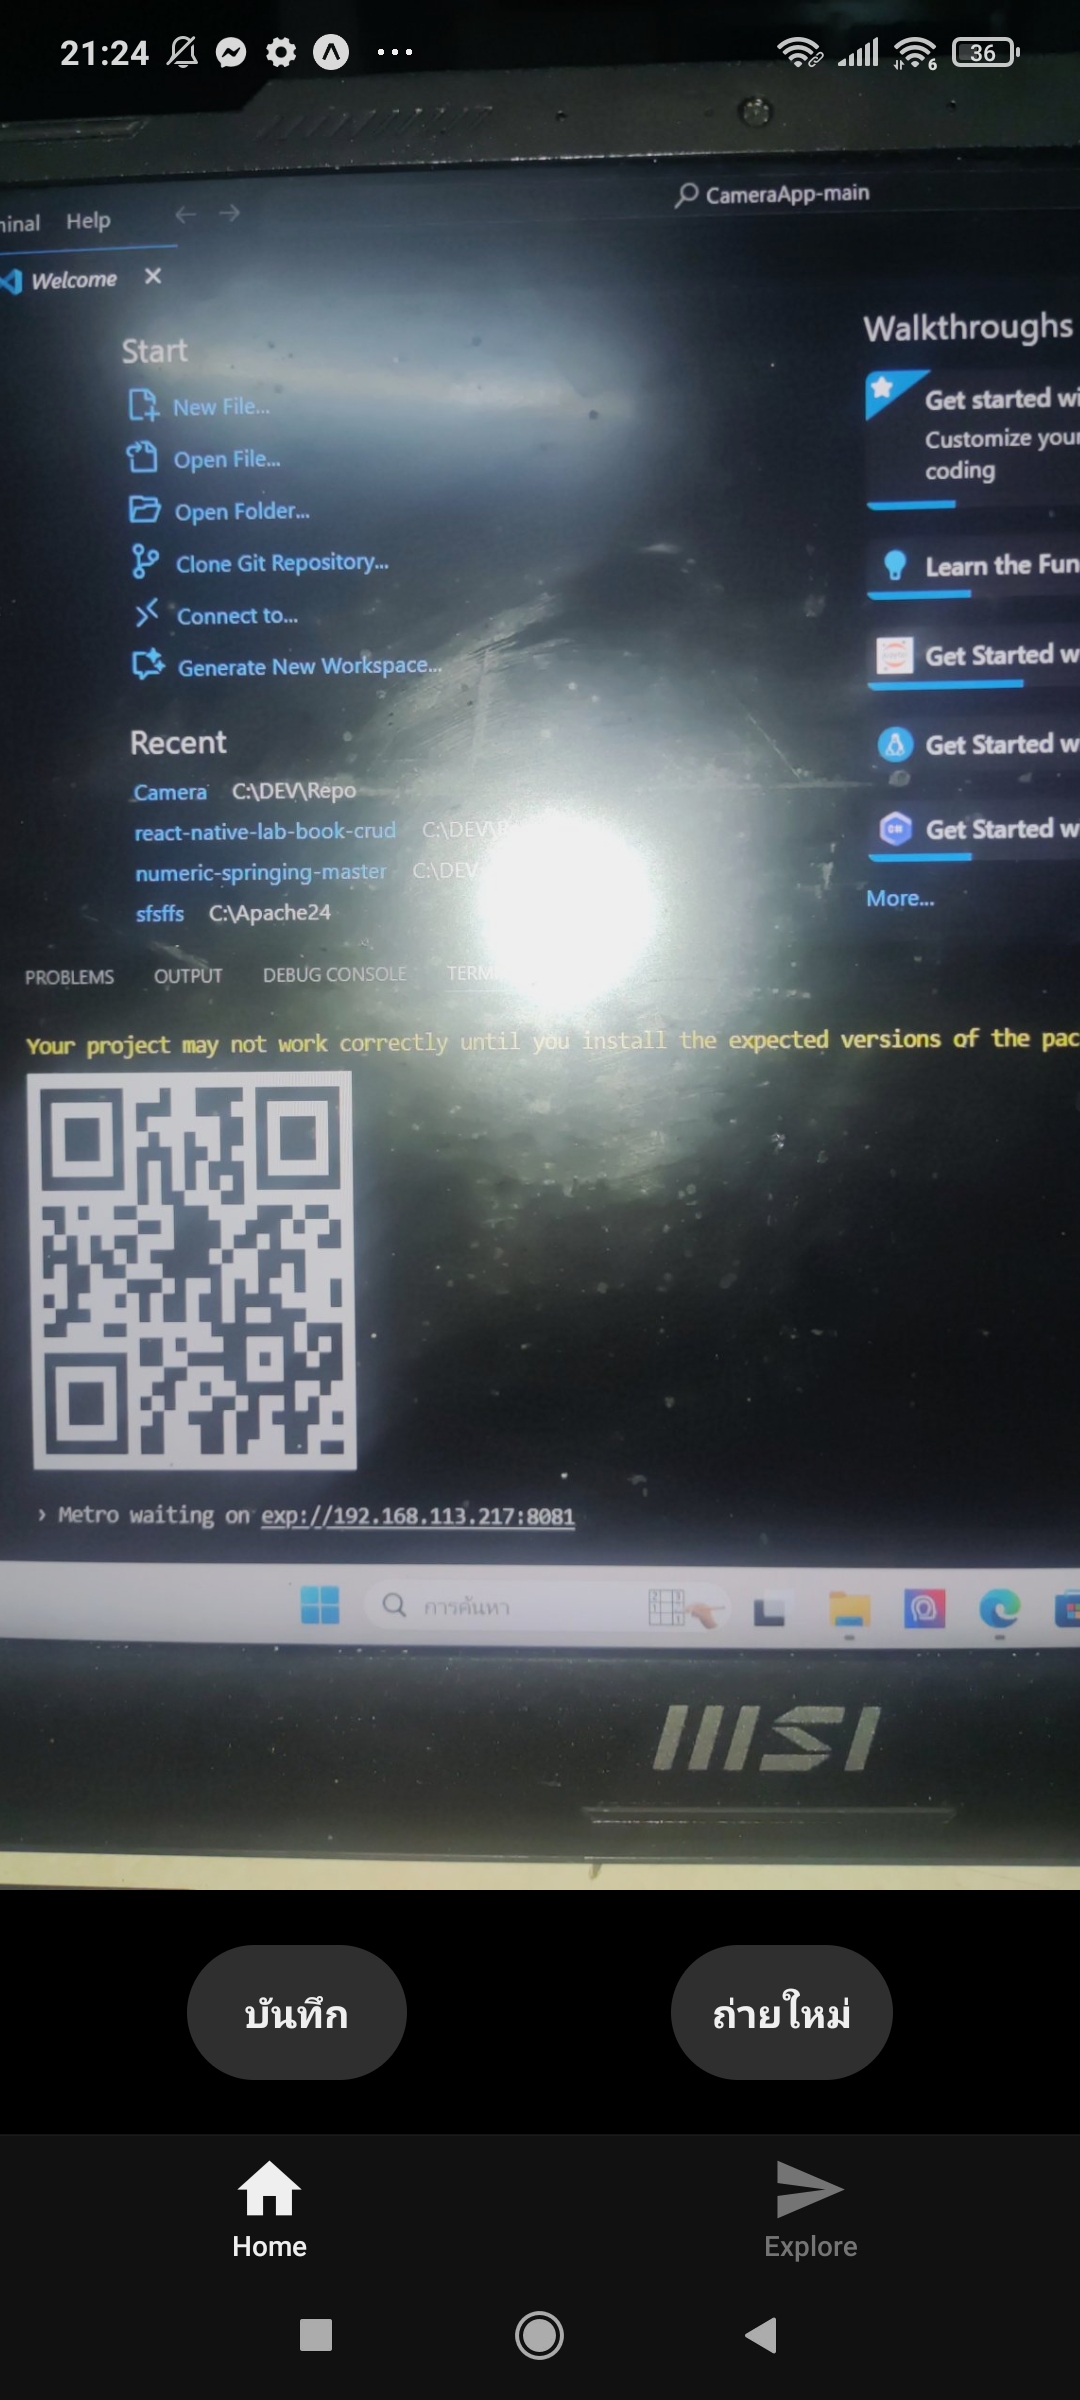 21:24
36
minal Help
CameraApp-main
Welcome
Start
New File...
Open File...
Open Folder...
Clone Git Repository...
Connect to...
Generate New Workspace...
Recent
Camera C:\DEV\Repo
react-native-lab-book-crud C:\DEV\
numeric-springing-master C:\DEV
sfsffs C:\Apache24
Walkthroughs
Get started wi
Customize your
coding
Learn the Fun
Get Started w
Get Started w
Get Started w
More...
PROBLEMS OUTPUT DEBUG CONSOLE TERM
Your project may not work correctly until you install the expected versions of the pac
› Metro waiting on exp://192.168.113.217:8081
การค้นหา
msi
บันทึก ถ่ายใหม่
Home Explore